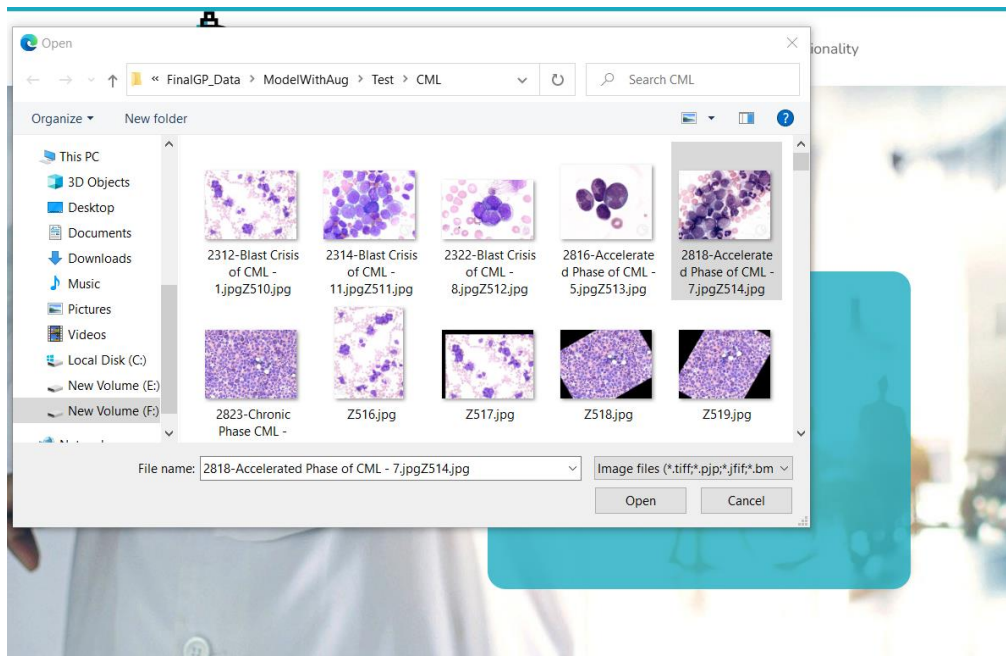 ionality
Open
« FinalGP_Data > ModelWithAug > Test > CML
Search CML
Organize
New folder
This PC
3D Objects
Desktop
Documents
Downloads
Music
Pictures
Videos
Local Disk (C:)
New Volume (E:)
New Volume (F:)
2312-Blast Crisis
of CML -
1.jpgZ510.jpg
2314-Blast Crisis
of CML -
11.jpgZ511.jpg
2322-Blast Crisis
of CML -
8.jpgZ512.jpg
2816-Accelerate
d Phase of CML -
5.jpgZ513.jpg
2818-Accelerate
d Phase of CML -
7.jpgZ514.jpg
2823-Chronic
Phase CML -
Z516.jpg
Z517.jpg
Z518.jpg
Z519.jpg
File name:
2818-Accelerated Phase of CML - 7.jpgZ514.jpg
Image files (*.tiff;*.pjp;*.jfif;*.bm
Open
Cancel